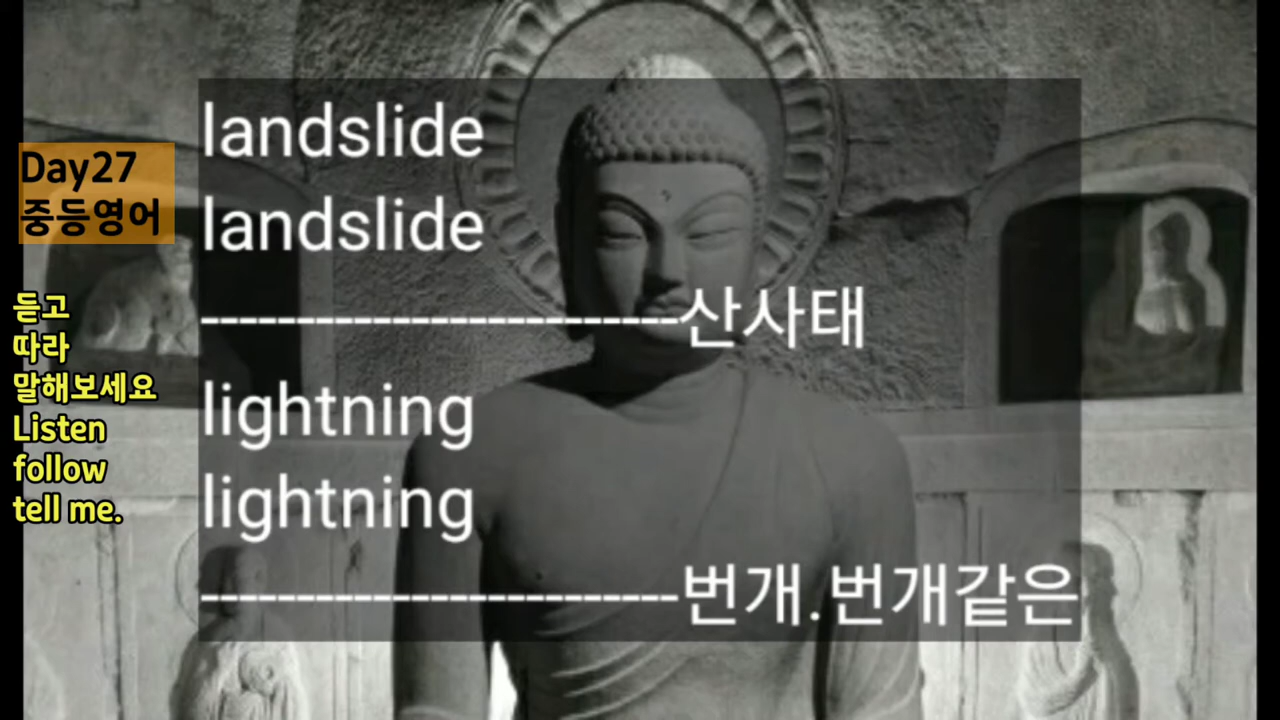 Day27
중등영어
듣고
따라
말해보세요
Listen
follow
tell me.
landslide
landslide
-------------------------산사태
lightning
lightning
-------------------------번개.번개같은